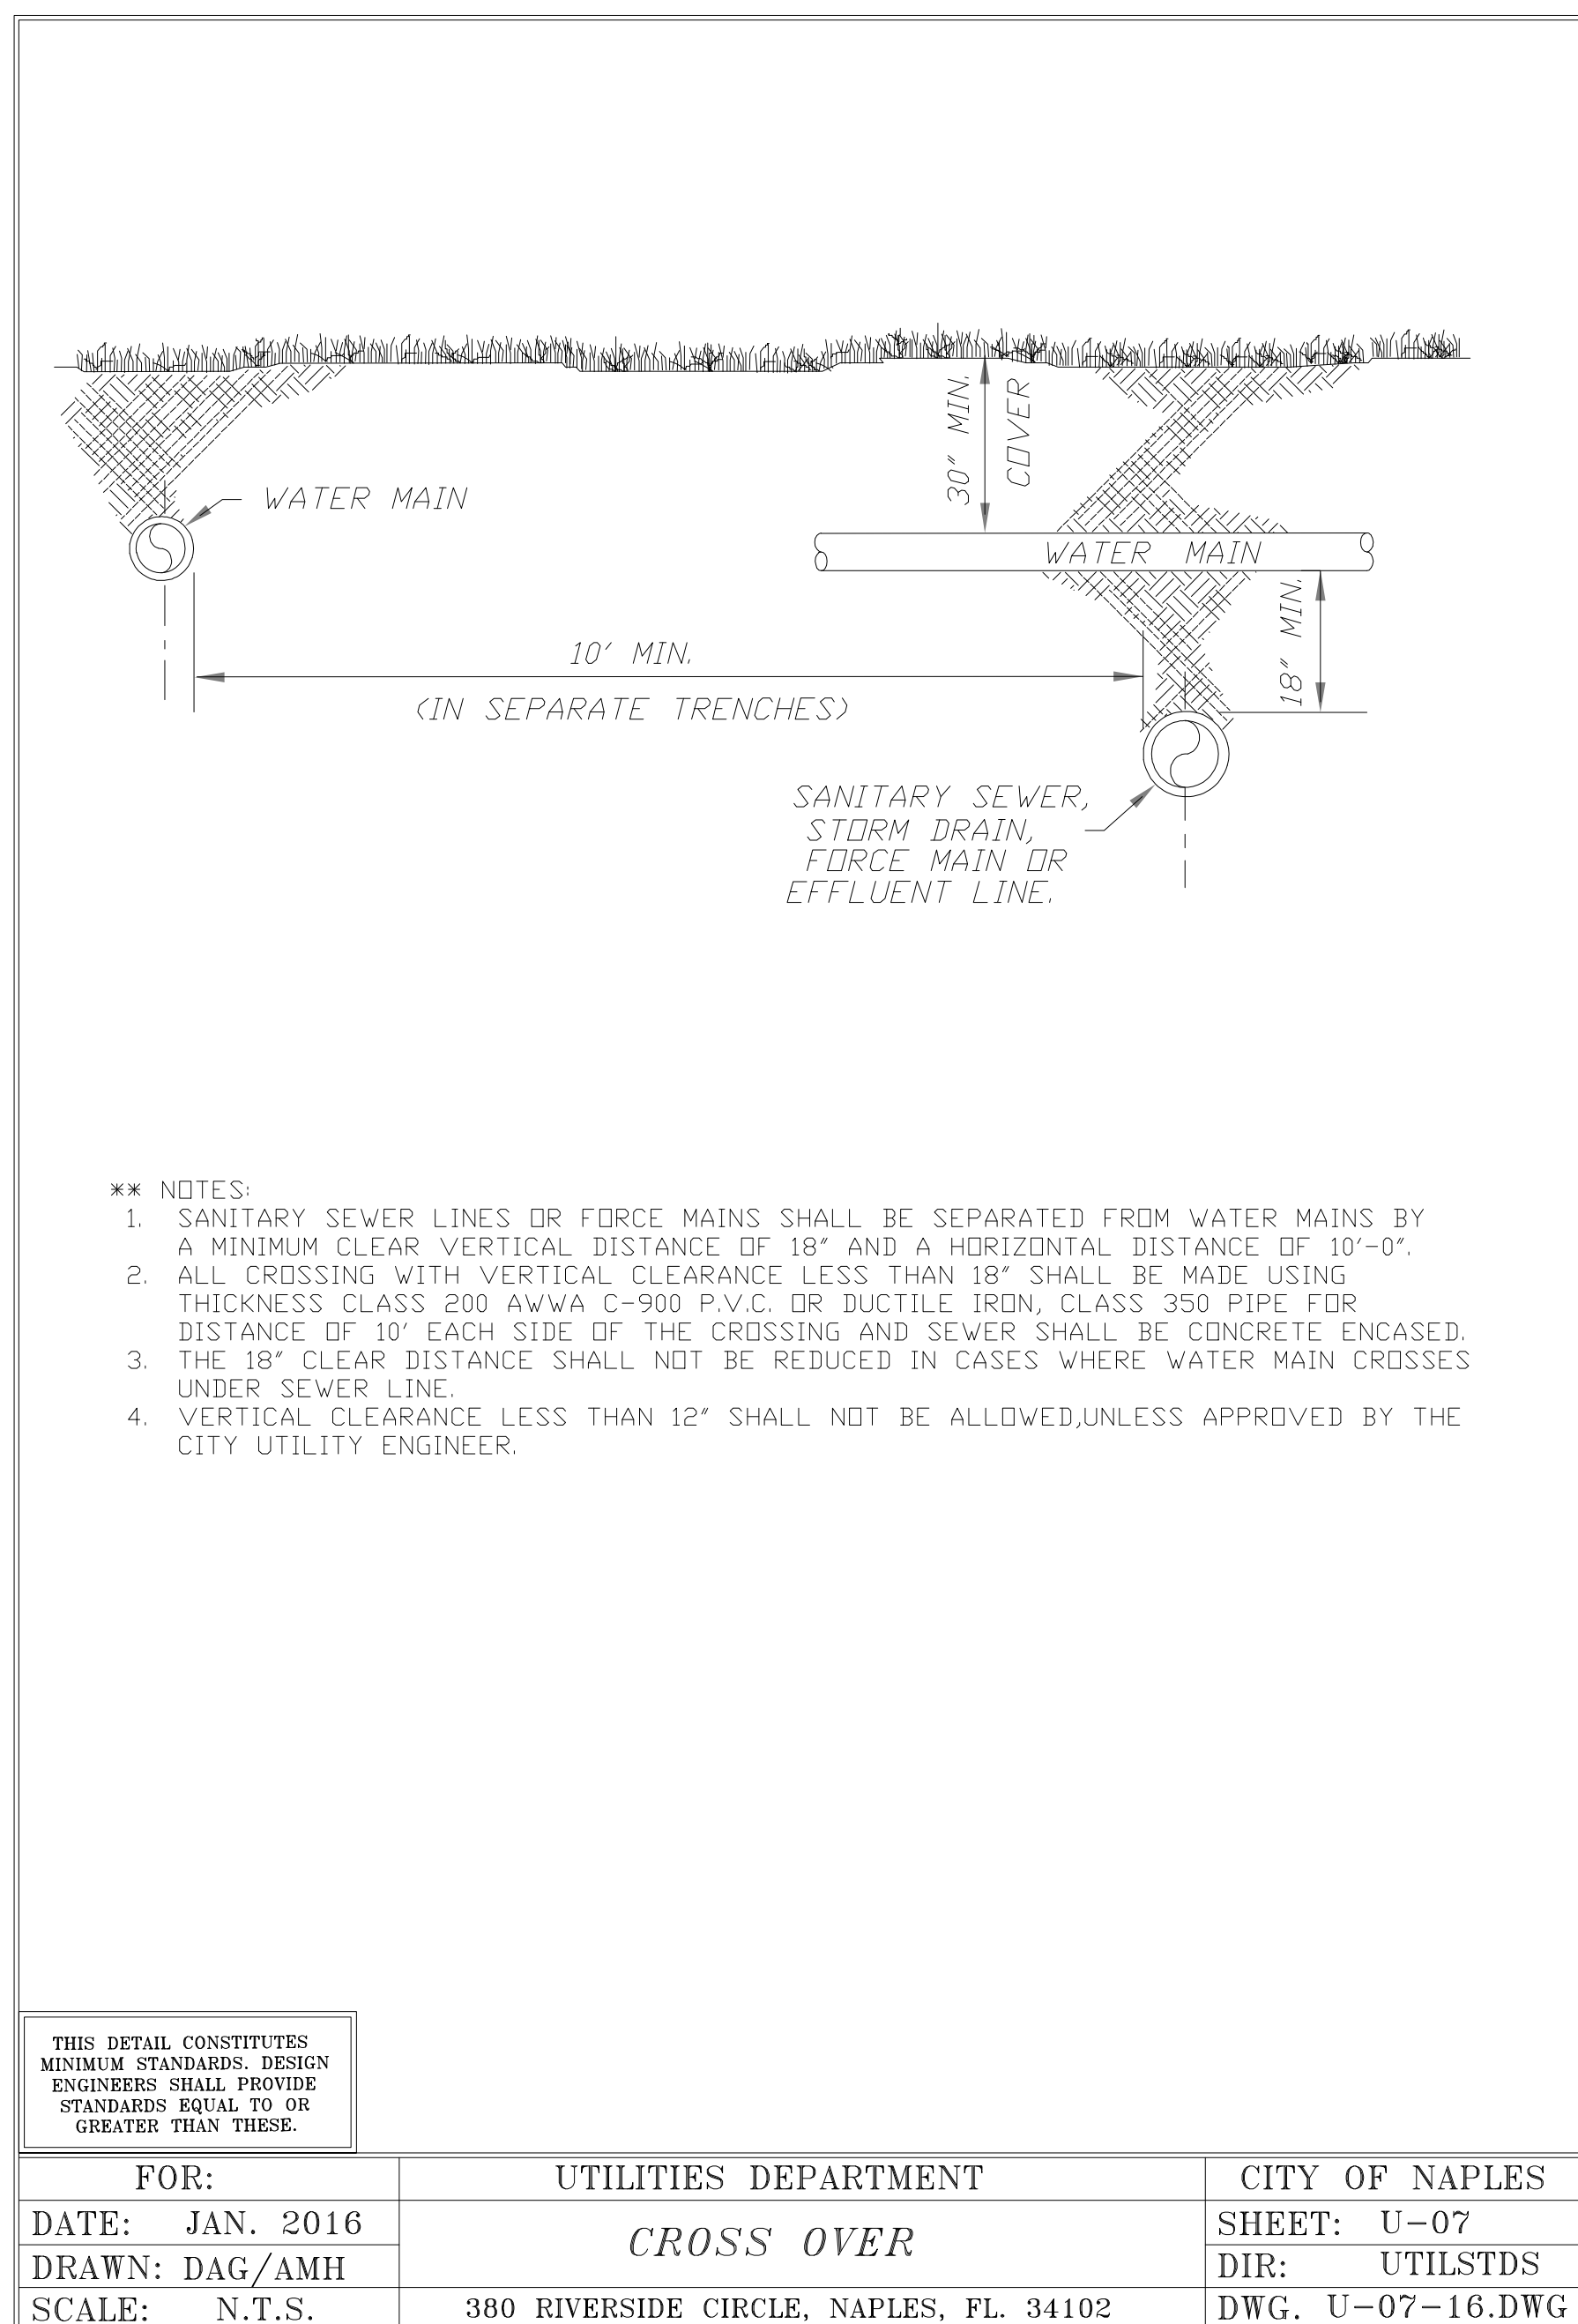 30" MIN.
COVER
WATER MAIN
WATER MAIN
18" MIN.
10' MIN.
(IN SEPARATE TRENCHES)
SANITARY SEWER,
STORM DRAIN,
FORCE MAIN OR
EFFLUENT LINE.
** NOTES:
1. SANITARY SEWER LINES OR FORCE MAINS SHALL BE SEPARATED FROM WATER MAINS BY
A MINIMUM CLEAR VERTICAL DISTANCE OF 18" AND A HORIZONTAL DISTANCE OF 10'-0".
2. ALL CROSSING WITH VERTICAL CLEARANCE LESS THAN 18" SHALL BE MADE USING
THICKNESS CLASS 200 AWWA C-900 P.V.C. OR DUCTILE IRON, CLASS 350 PIPE FOR
DISTANCE OF 10' EACH SIDE OF THE CROSSING AND SEWER SHALL BE CONCRETE ENCASED.
3. THE 18" CLEAR DISTANCE SHALL NOT BE REDUCED IN CASES WHERE WATER MAIN CROSSES
UNDER SEWER LINE.
4. VERTICAL CLEARANCE LESS THAN 12" SHALL NOT BE ALLOWED,UNLESS APPROVED BY THE
CITY UTILITY ENGINEER.
THIS DETAIL CONSTITUTES
MINIMUM STANDARDS. DESIGN
ENGINEERS SHALL PROVIDE
STANDARDS EQUAL TO OR
GREATER THAN THESE.
FOR:
DATE: JAN. 2016
DRAWN: DAG/AMH
SCALE: N.T.S.
UTILITIES DEPARTMENT
CROSS OVER
380 RIVERSIDE CIRCLE, NAPLES, FL. 34102
CITY OF NAPLES
SHEET: U-07
DIR: UTILSTDS
DWG. U-07-16.DWG